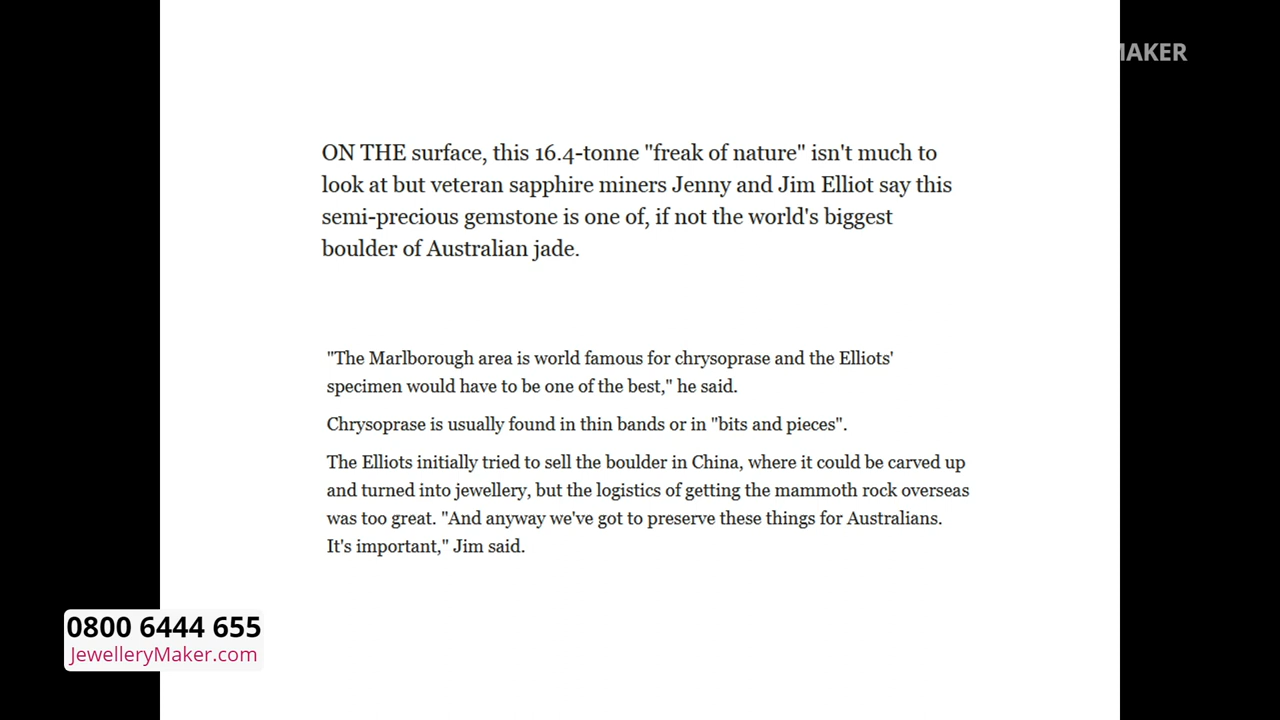 MAKER
ON THE surface, this 16.4-tonne "freak of nature" isn't much to
look at but veteran sapphire miners Jenny and Jim Elliot say this
semi-precious gemstone is one of, if not the world's biggest
boulder of Australian jade.
"The Marlborough area is world famous for chrysoprase and the Elliots'
specimen would have to be one of the best," he said.
Chrysoprase is usually found in thin bands or in "bits and pieces".
The Elliots initially tried to sell the boulder in China, where it could be carved up
and turned into jewellery, but the logistics of getting the mammoth rock overseas
was too great. "And anyway we've got to preserve these things for Australians.
It's important," Jim said.
0800 6444 655
JewelleryMaker.com